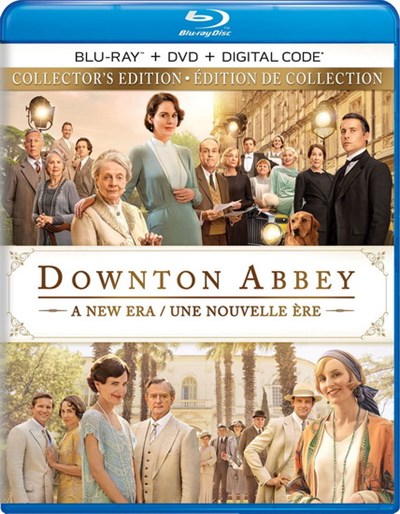 Blu-ray Disc
BLU-RAY™ + DVD + DIGITAL CODE*
COLLECTOR'S EDITION • ÉDITION DE COLLECTION
DOWNTON ABBEY
A NEW ERA / UNE NOUVELLE ÈRE